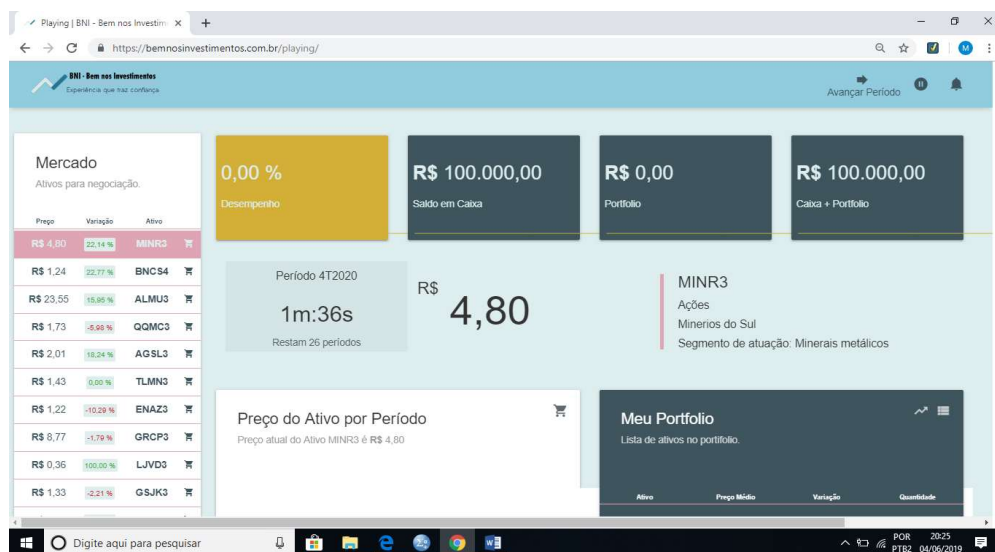 Playing | BNI - Bem nos Investim
https://bemnosinvestimentos.com.br/playing/
M
BNI - Bem nos Investimentos
Experiência que traz confiança.
Avançar Período
Mercado
Ativos para negociação.
Preço Variação Ativo
R$ 4,80 22,14 % MINR3
R$ 1,24 22,77 % BNCS4
R$ 23,55 15,95 % ALMU3
R$ 1,73 -5,98 % QQMC3
R$ 2,01 18,24 % AGSL3
R$ 1,43 0,00 % TLMN3
R$ 1,22 -10,29 % ENAZ3
R$ 8,77 -1,79 % GRCP3
R$ 0,36 100,00 % LJVD3
R$ 1,33 -2,21 % GSJK3
0,00 %
Desempenho
R$ 100.000,00
Saldo em Caixa
R$ 0,00
Portfolio
R$ 100.000,00
Caixa + Portfolio
Período 4T2020
1m:36s
Restam 26 períodos
R$ 4,80
MINR3
Ações
Minerios do Sul
Segmento de atuação: Minerais metálicos
Preço do Ativo por Período
Preço atual do Ativo MINR3 é R$ 4,80
Meu Portfolio
Lista de ativos no portifolio.
Ativo Preço Médio Variação Quantidade
Digite aqui para pesquisar
POR 20:25
PTB2 04/06/2019